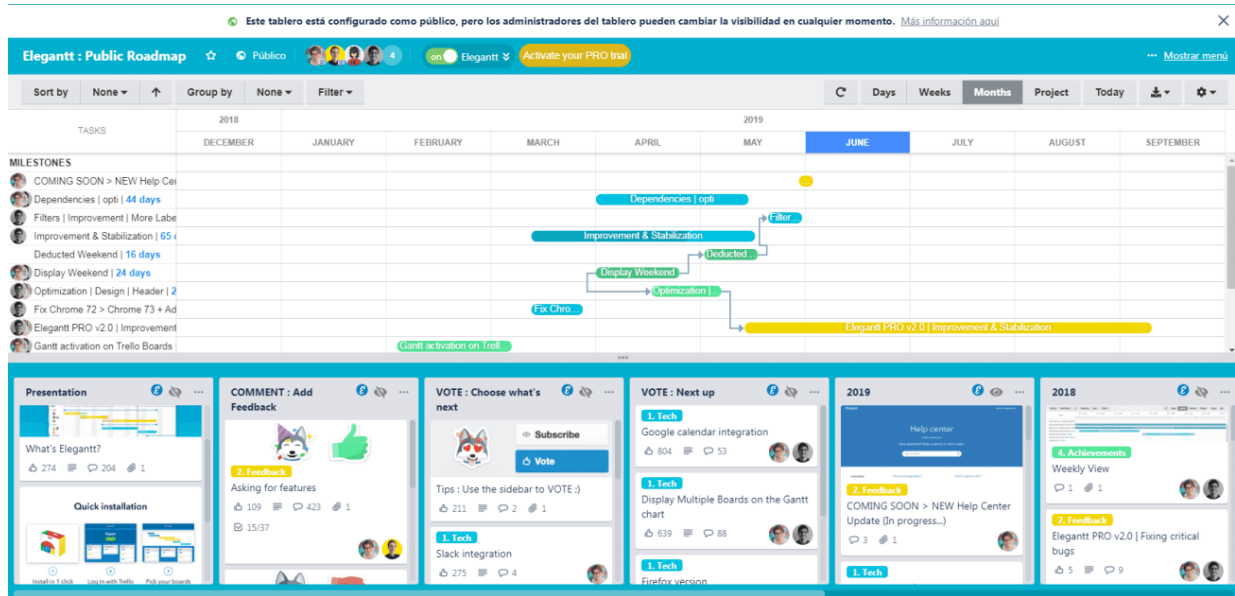 Este tablero está configurado como público, pero los administradores del tablero pueden cambiar la visibilidad en cualquier momento. Más información aquí
Elegantt : Public Roadmap Público 4 on Elegantt Activate your PRO trial ... Mostrar menú
Sort by None Group by None Filter Days Weeks Months Project Today
TASKS 2018 2019
DECEMBER JANUARY FEBRUARY MARCH APRIL MAY JUNE JULY AUGUST SEPTEMBER
MILESTONES
COMING SOON > NEW Help Cer
Dependencies | opti | 44 days Dependencies | opti
Filters | Improvement | More Labe Filter...
Improvement & Stabilization | 65 Improvement & Stabilization
Deducted Weekend | 16 days Deducted...
Display Weekend | 24 days Display Weekend
Optimization | Design | Header | 2 Optimization |...
Fix Chrome 72 > Chrome 73 + Ad Fix Chro...
Elegantt PRO v2.0 | Improvement Elegantt PRO v2.0 | Improvement & Stabilization
Gantt activation on Trello Boards Gantt activation on Trell...
Presentation
What's Elegantt?
274 204 1
Quick installation
Install in 1 click Log in with Trello Pick your boards
COMMENT : Add
Feedback
2. Feedback
Asking for features
109 423 1
15/37
VOTE : Choose what's
next
Subscribe
Vote
Tips : Use the sidebar to VOTE ;)
211 2 1
1. Tech
Slack integration
275 4
VOTE : Next up
1. Tech
Google calendar integration
804 53
1. Tech
Display Multiple Boards on the Gantt
chart
639 88
1. Tech
Firefox version
2019
Help center
2. Feedback
COMING SOON > NEW Help Center
Update (In progress...)
3 1
1. Tech
2018
4. Achievements
Weekly View
1 1
2. Feedback
Elegantt PRO v2.0 | Fixing critical
bugs
5 9